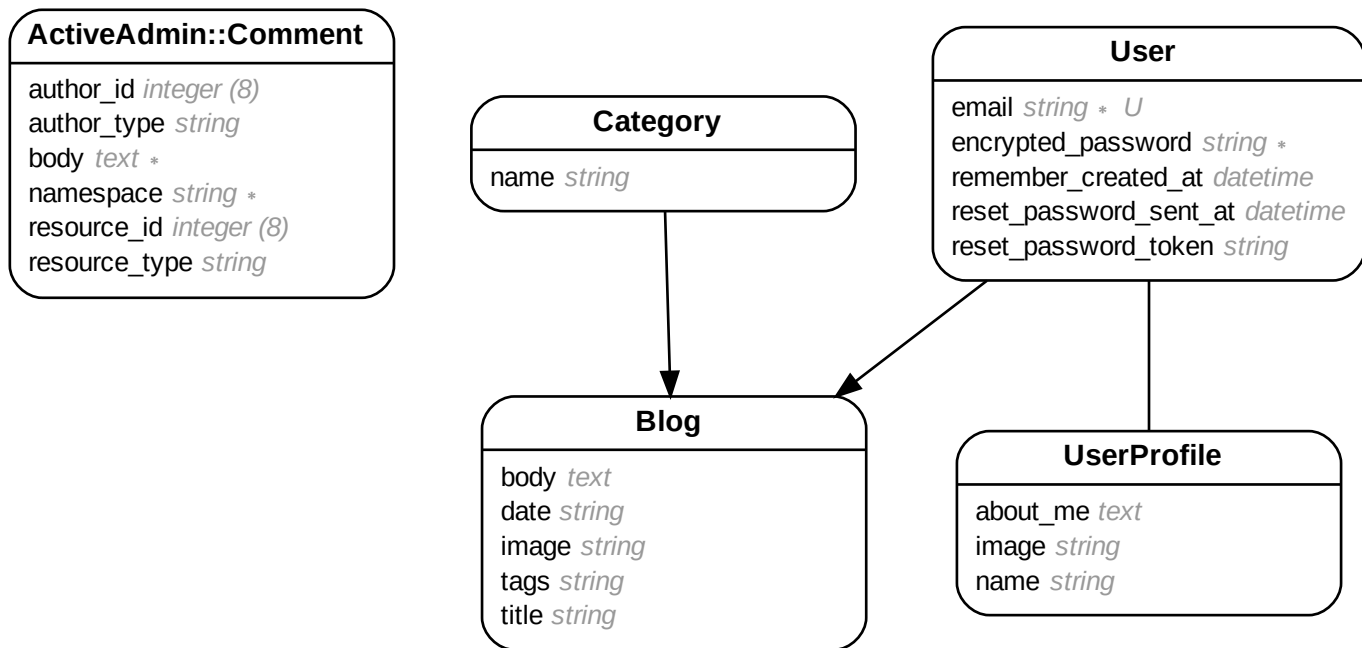 ActiveAdmin::Comment
author_id integer (8)
author_type string
body text *
namespace string *
resource_id integer (8)
resource_type string
Category
name string
User
email string * U
encrypted_password string *
remember_created_at datetime
reset_password_sent_at datetime
reset_password_token string
Blog
body text
date string
image string
tags string
title string
UserProfile
about_me text
image string
name string